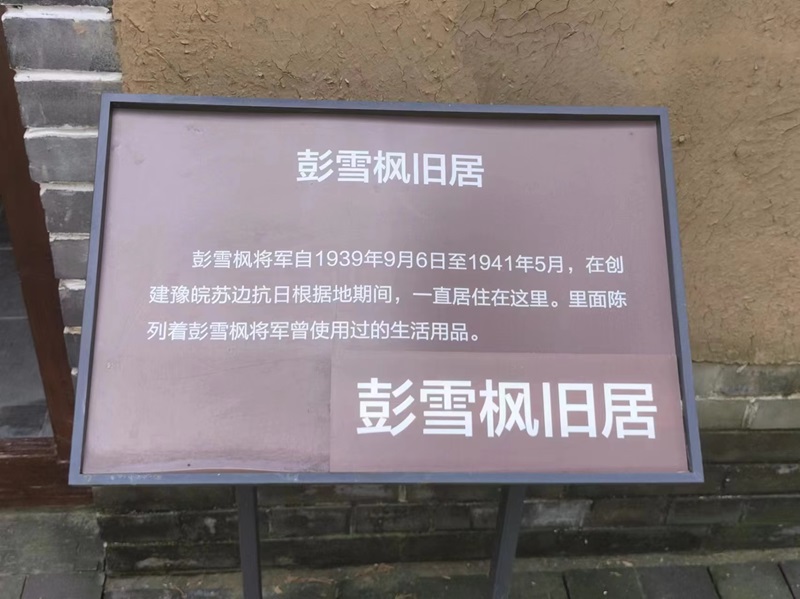 彭雪枫旧居
彭雪枫将军自1939年9月6日至1941年5月，在创
建豫皖苏边抗日根据地期间，一直居住在这里。里面陈
列着彭雪枫将军曾使用过的生活用品。
彭雪枫旧居